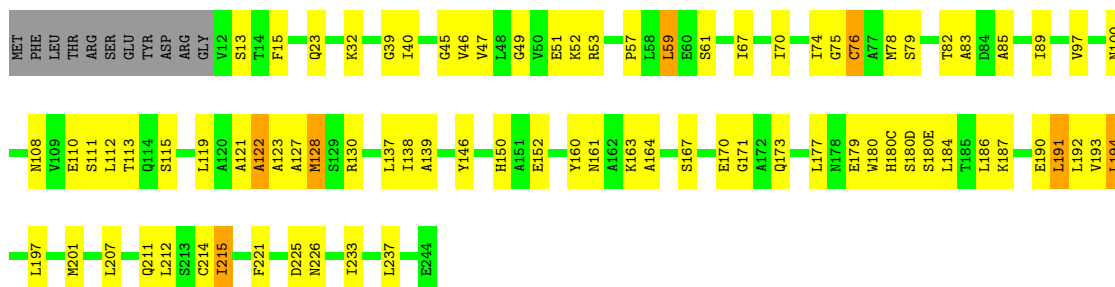 MET PHE LEU THR ARG SER GLU TYR ASP ARG GLY V12 S13 T14 F15 Q23 K32 G39 I40 G45 V46 V47 L48 G49 V50 E51 K52 R53 P57 L58 L59 E60 S61 I67 I70 I74 G75 C76 A77 M78 S79 T82 A83 D84 A85 I89 V97 N100
N108 V109 E110 S111 L112 T113 Q114 S115 L119 A120 A121 A122 A123 A127 M128 S129 R130 L137 I138 A139 Y146 H150 A151 E152 Y160 N161 A162 K163 A164 S167 E170 G171 A172 Q173 L177 N178 E179 W180 H180C S180D S180E L184 T185 L186 K187 E190 L191 L192 V193 L194
L197 M201 L207 Q211 L212 S213 C214 I215 F221 D225 N226 I233 L237 E244